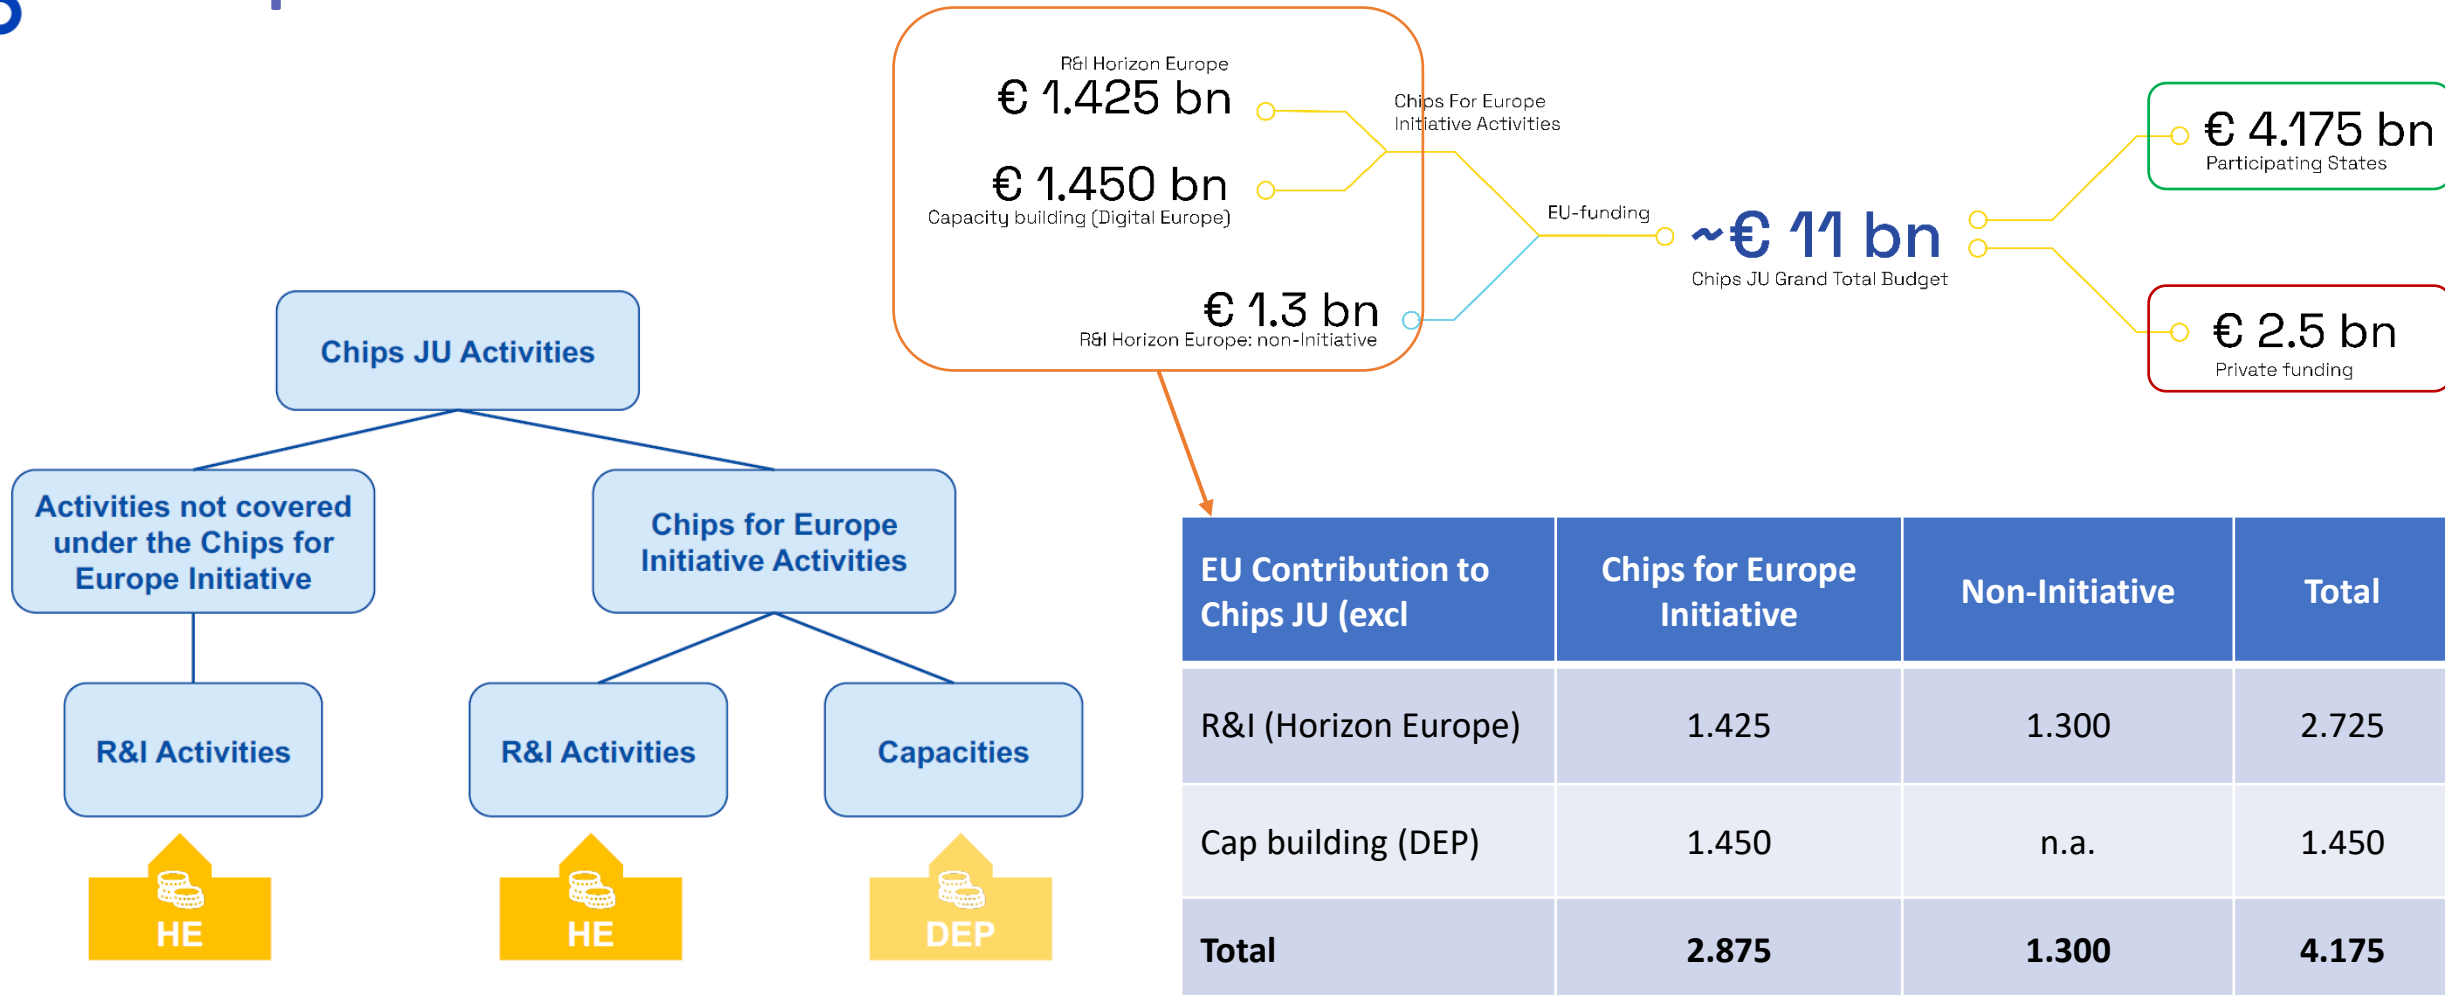 R&I Horizon Europe
€ 1.425 bn
€ 1.450 bn
Capacity building (Digital Europe)
€ 1.3 bn
R&I Horizon Europe: non-Initiative
Chips For Europe
Initiative Activities
EU-funding
~€ 11 bn
Chips JU Grand Total Budget
€ 4.175 bn
Participating States
€ 2.5 bn
Private funding
Chips JU Activities
Activities not covered
under the Chips for
Europe Initiative
Chips for Europe
Initiative Activities
R&I Activities
R&I Activities
Capacities
HE
HE
DEP
EU Contribution to
Chips JU (excl
Chips for Europe
Initiative
Non-Initiative
Total
R&I (Horizon Europe)
1.425
1.300
2.725
Cap building (DEP)
1.450
n.a.
1.450
Total
2.875
1.300
4.175